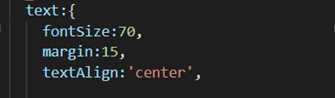 text:{
fontSize:70,
margin:15,
textAlign:'center',